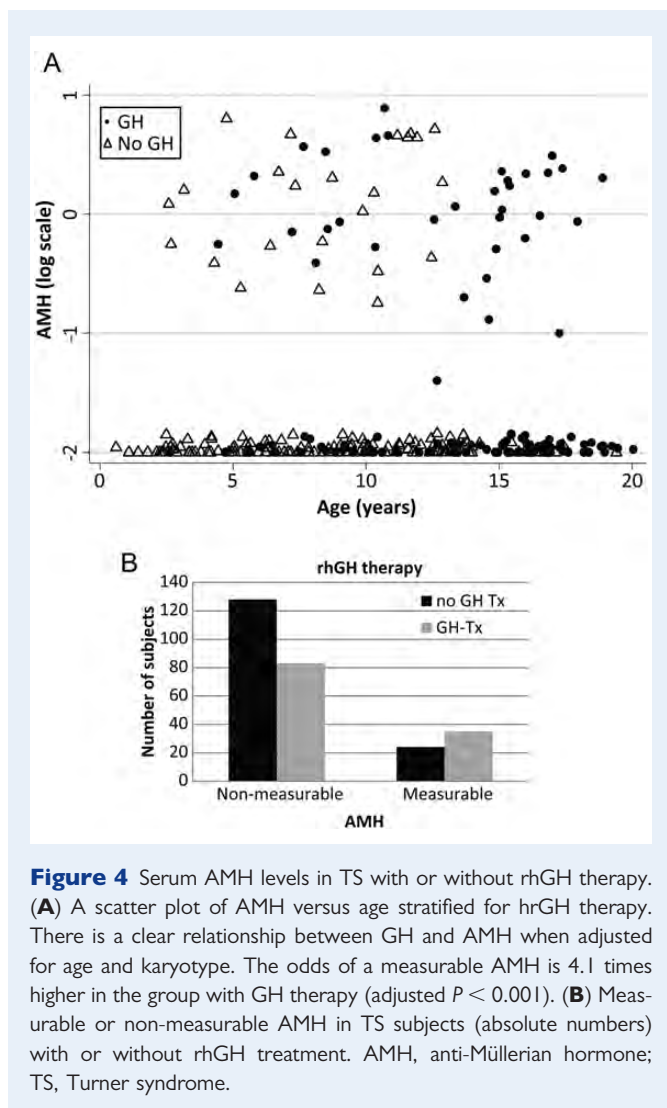 A
1
• GH
△ No GH
0
AMH (log scale)
-1
-2
0 5 10 15 20
Age (years)
B
rhGH therapy
140
120
100
80
60
40
20
0
Number of subjects
no GH Tx
GH-Tx
Non-measurable Measurable
AMH
Figure 4 Serum AMH levels in TS with or without rhGH therapy.
(A) A scatter plot of AMH versus age stratified for hrGH therapy.
There is a clear relationship between GH and AMH when adjusted
for age and karyotype. The odds of a measurable AMH is 4.1 times
higher in the group with GH therapy (adjusted P < 0.001). (B) Meas-
urable or non-measurable AMH in TS subjects (absolute numbers)
with or without rhGH treatment. AMH, anti-Müllerian hormone;
TS, Turner syndrome.